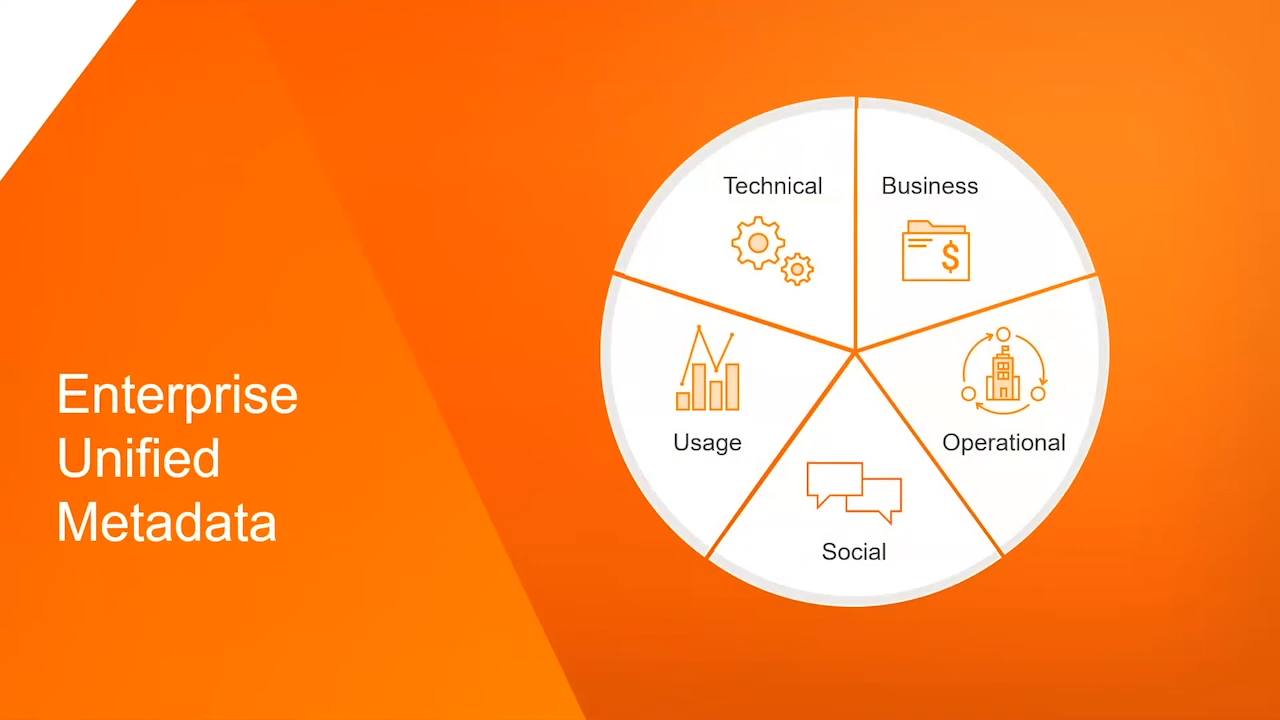 Enterprise
Unified
Metadata
Technical
Business
$
Usage
Operational
Social